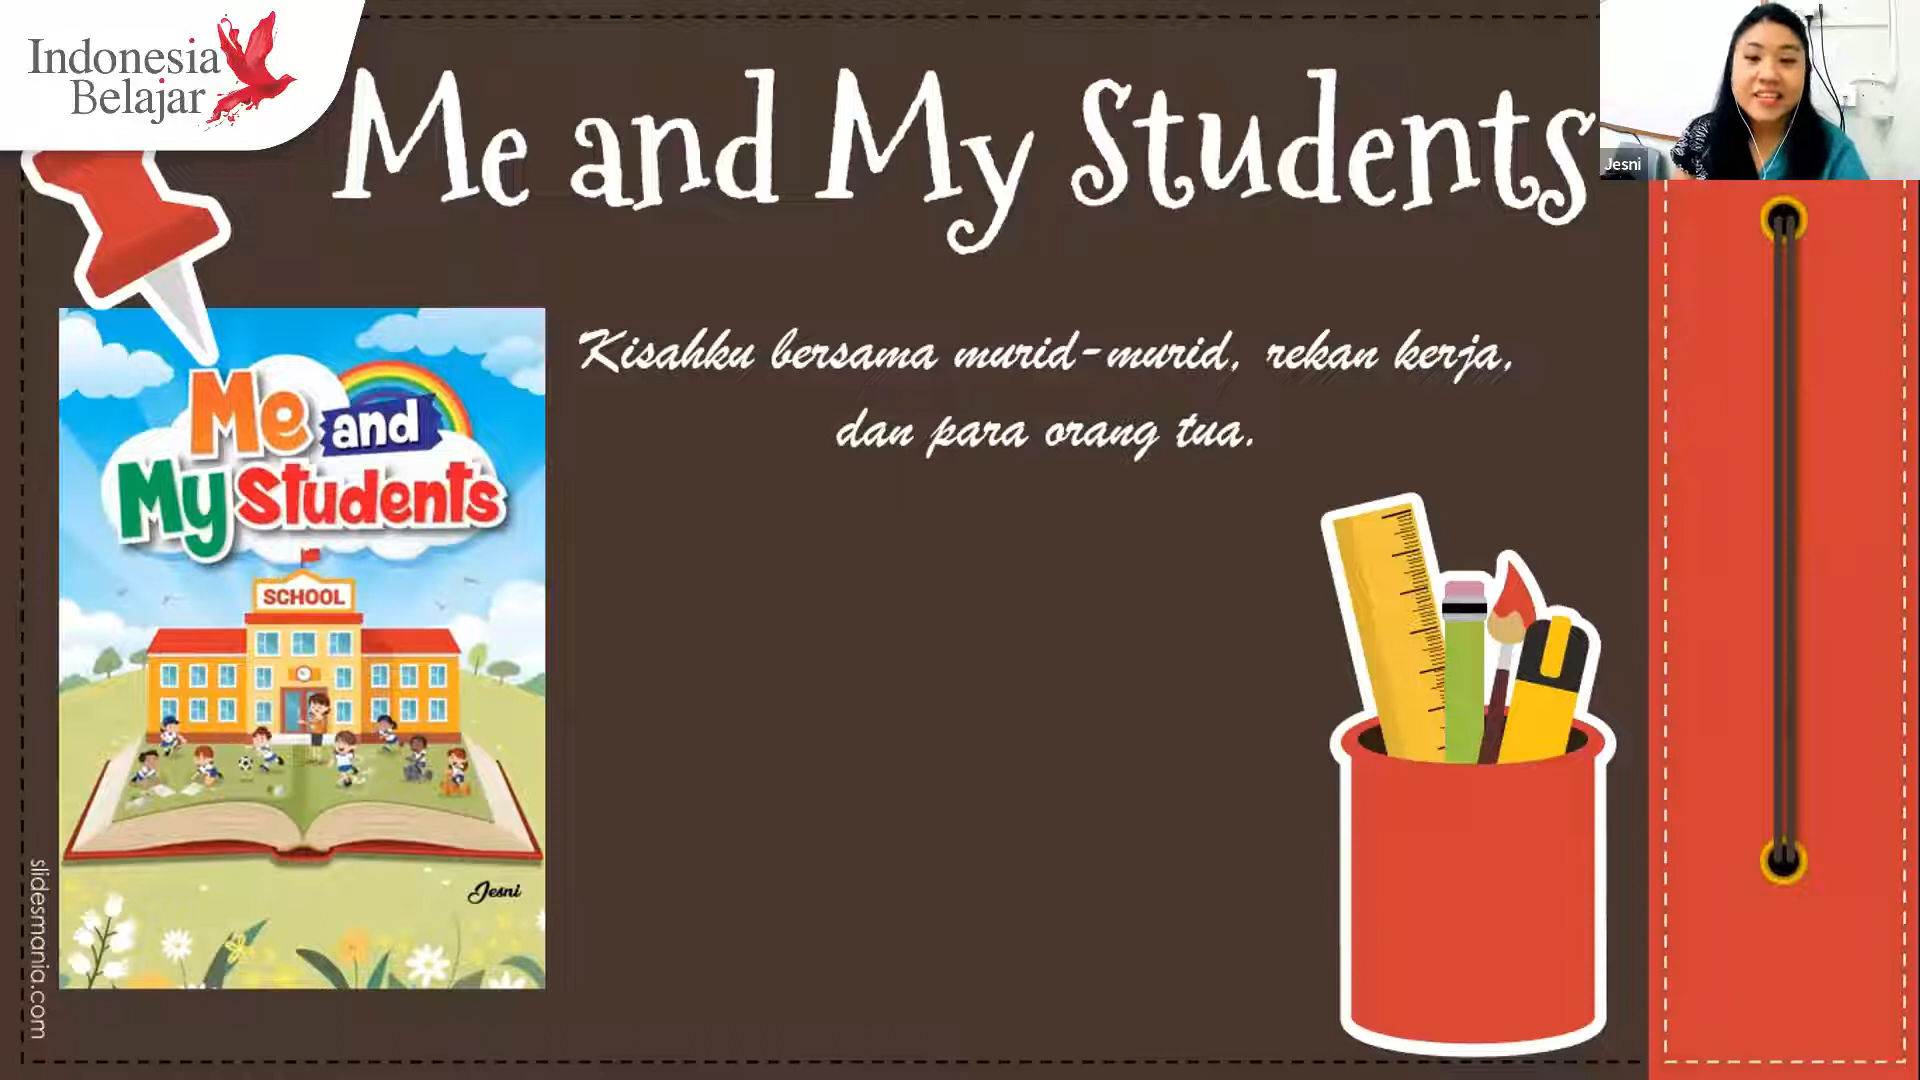 Indonesia
Belajar
Me and My Students
Jesni
Kisahku bersama murid-murid, rekan kerja,
dan para orang tua.
Me and
My Students
SCHOOL
Jesni
slidesmania.com